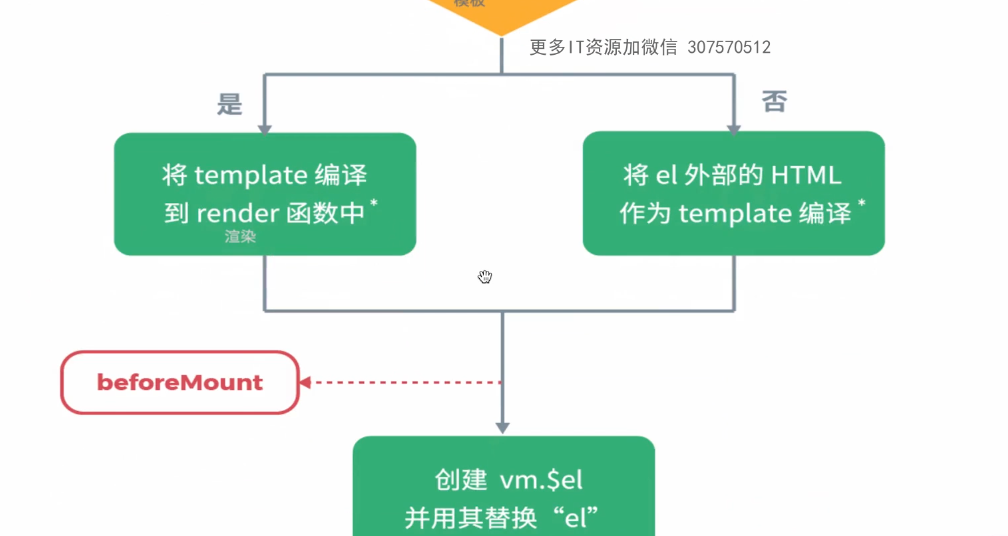 模板
更多IT资源加微信 307570512
是
否
将 template 编译
到 render 函数中*
渲染
将 el 外部的 HTML
作为 template 编译*
beforeMount
创建 vm.$el
并用其替换“el”